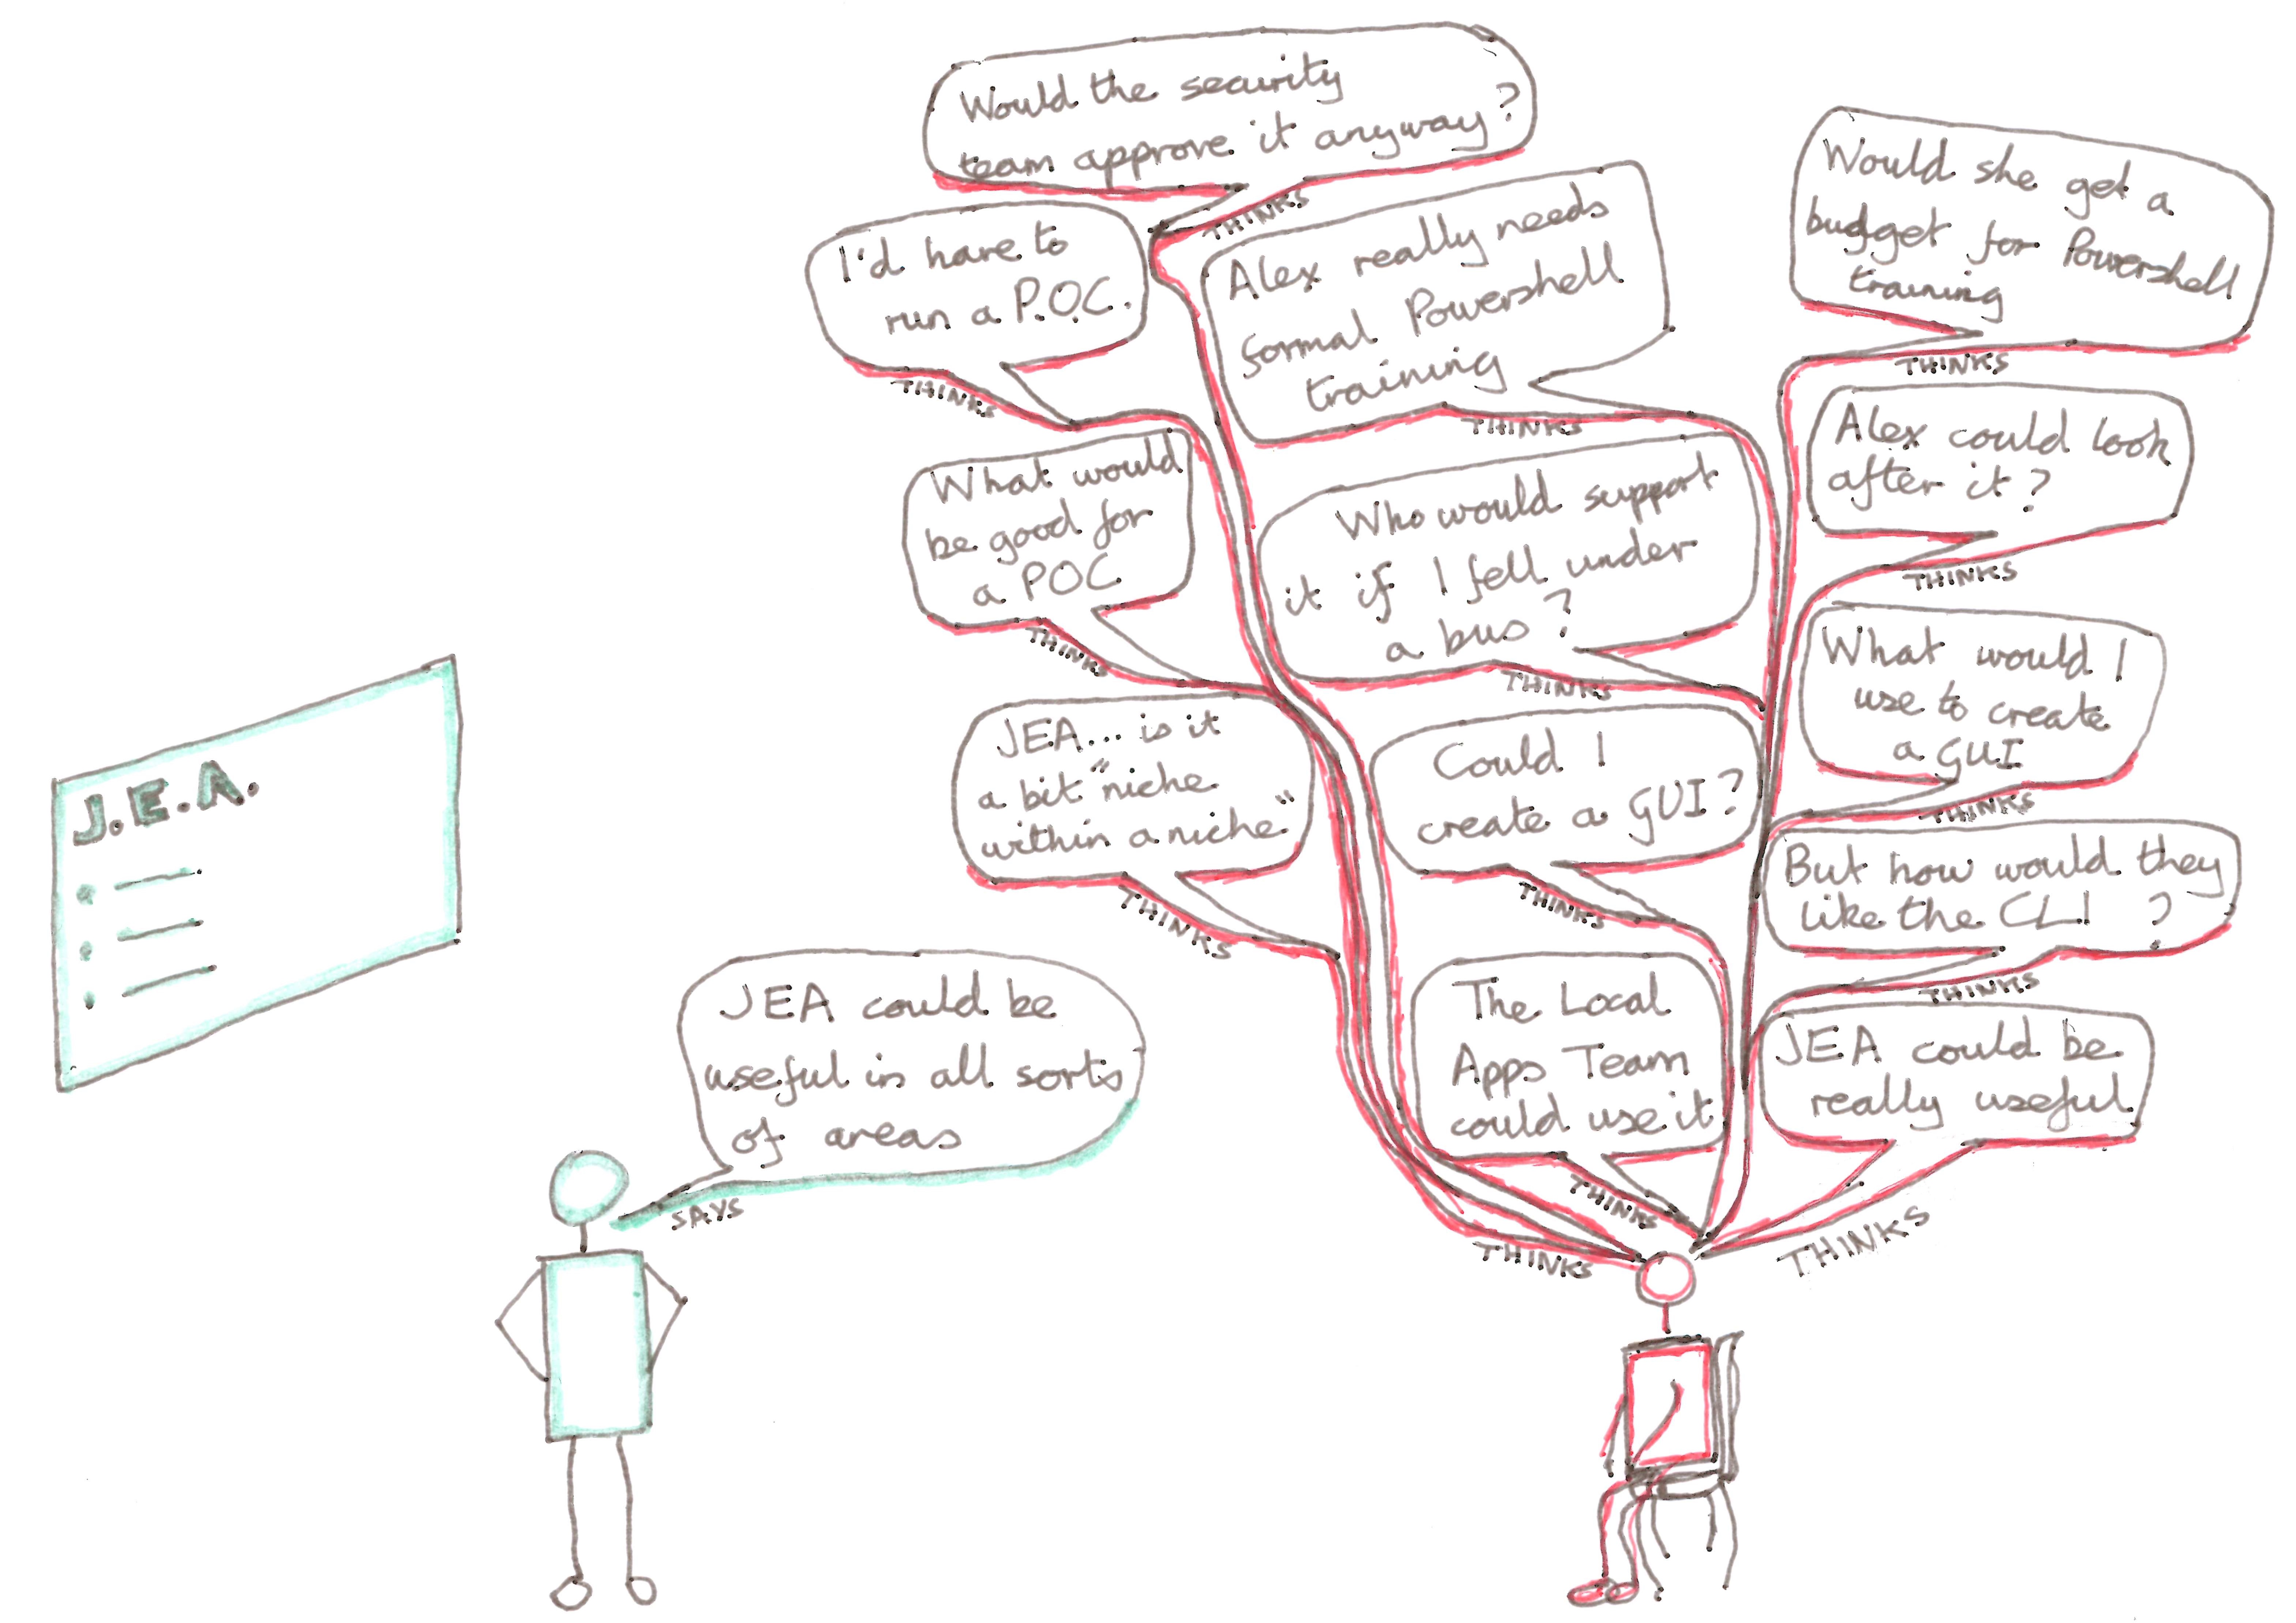 J.E.A.
JEA could be
useful in all sorts
of areas
SAYS
Would the security
team approve it anyway?
THINKS
I'd have to
run a P.O.C.
THINKS
What would
be good for
a POC
THINKS
JEA... is it
a bit "niche
within a niche"
THINKS
THINKS
Alex really needs
formal Powershell
training
THINKS
Who would support
it if I fell under
a bus?
THINKS
Could I
create a GUI?
THINKS
The Local
Apps Team
could use it
THINKS
Would she get a
budget for Powershell
training
THINKS
Alex could look
after it?
THINKS
What would I
use to create
a GUI
THINKS
But how would they
like the CLI ?
THINKS
JEA could be
really useful
THINKS